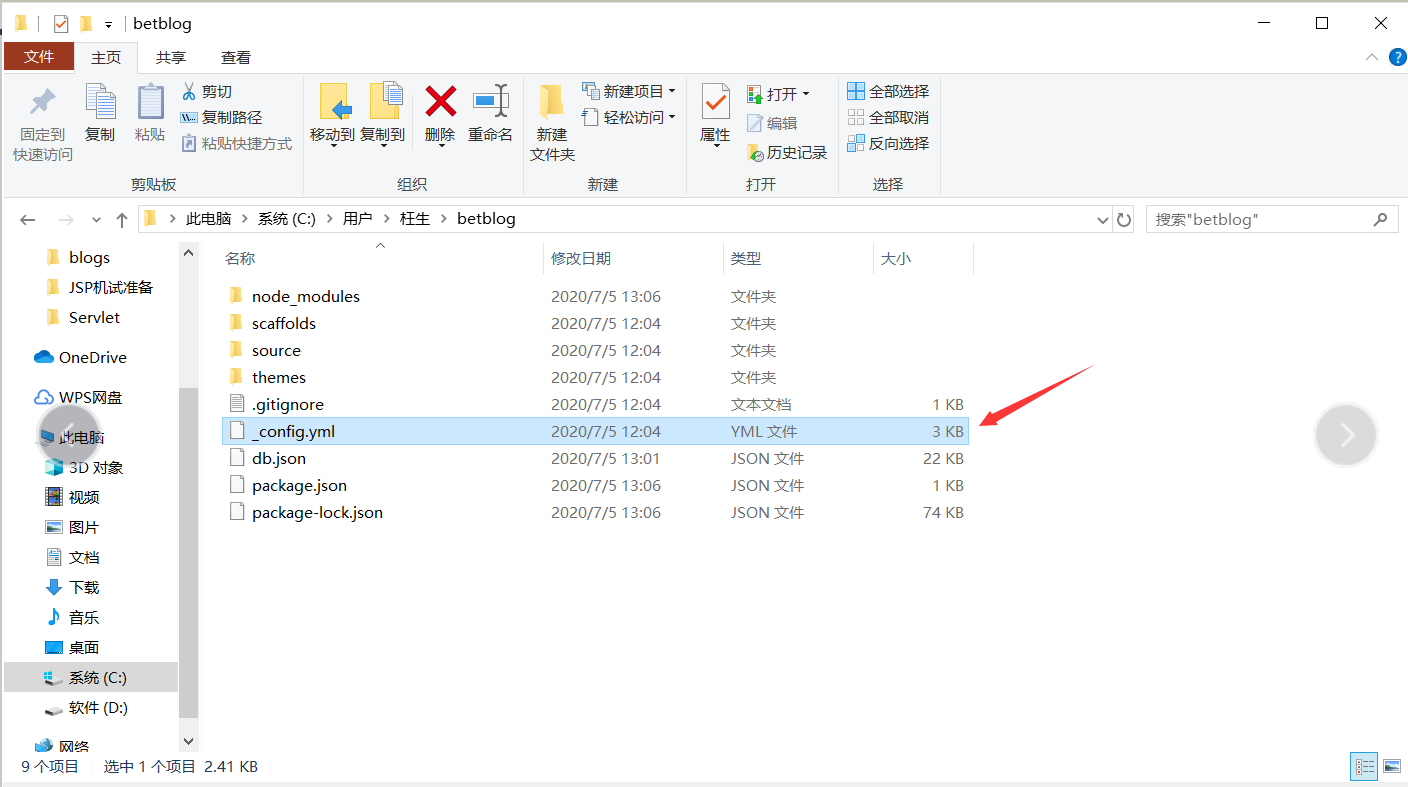 betblog
文件 主页 共享 查看
固定到快速访问 复制 粘贴 剪切 复制路径 粘贴快捷方式
剪贴板
移动到 复制到 删除 重命名
组织
新建文件夹 新建项目 轻松访问
新建
属性 打开 编辑 历史记录
打开
全部选择 全部取消 反向选择
选择
此电脑 系统 (C:) 用户 枉生 betblog
搜索"betblog"
blogs
JSP机试准备
Servlet
OneDrive
WPS网盘
此电脑
3D 对象
视频
图片
文档
下载
音乐
桌面
系统 (C:)
软件 (D:)
网络
名称 修改日期 类型 大小
node_modules 2020/7/5 13:06 文件夹
scaffolds 2020/7/5 12:04 文件夹
source 2020/7/5 12:04 文件夹
themes 2020/7/5 12:04 文件夹
.gitignore 2020/7/5 12:04 文本文档 1 KB
_config.yml 2020/7/5 12:04 YML 文件 3 KB
db.json 2020/7/5 13:01 JSON 文件 22 KB
package.json 2020/7/5 13:06 JSON 文件 1 KB
package-lock.json 2020/7/5 13:06 JSON 文件 74 KB
9 个项目 选中 1 个项目 2.41 KB